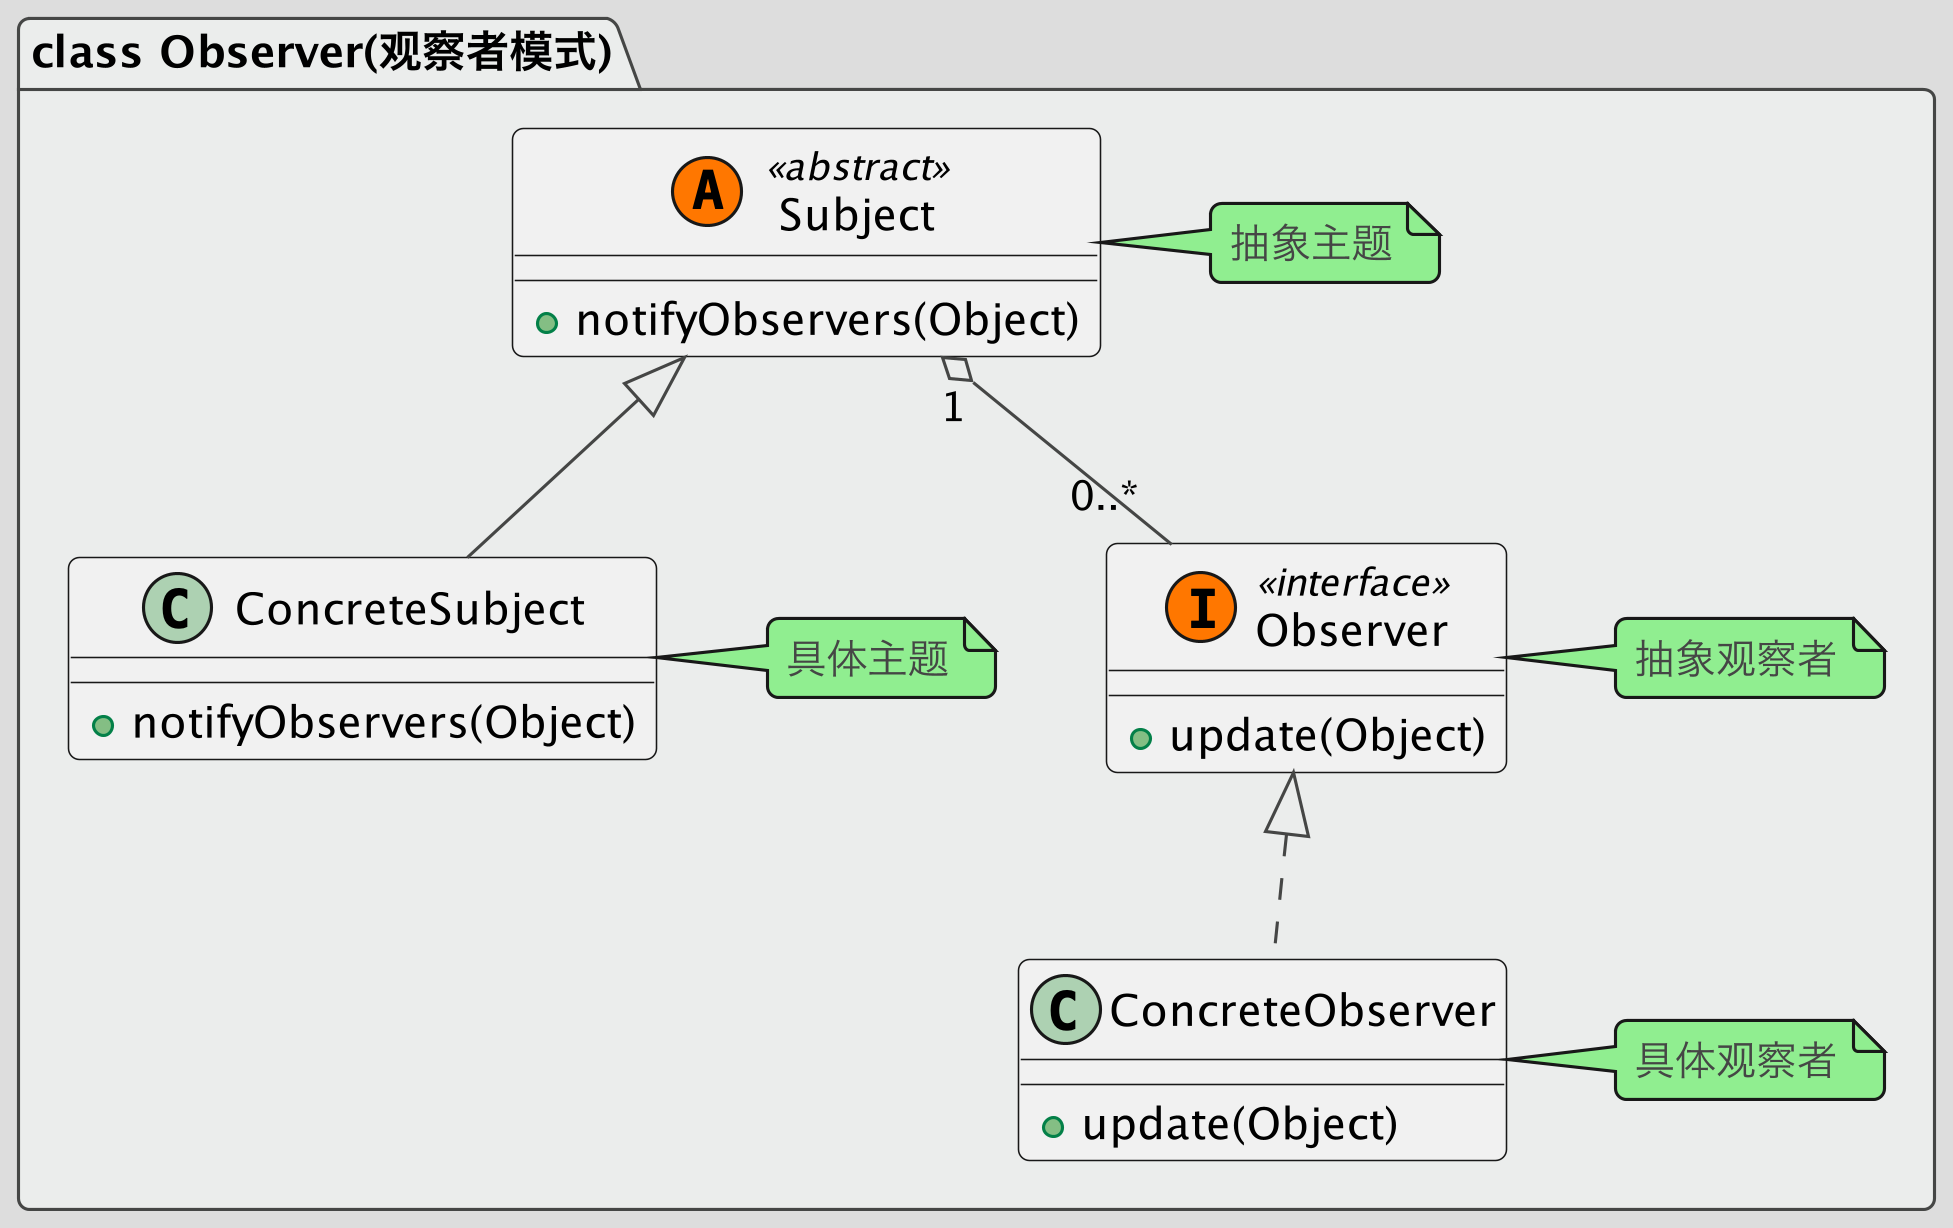 class Observer(观察者模式)
A
«abstract»
Subject
抽象主题
notifyObservers(Object)
1
0..*
C
ConcreteSubject
具体主题
notifyObservers(Object)
I
«interface»
Observer
抽象观察者
update(Object)
C
ConcreteObserver
具体观察者
update(Object)